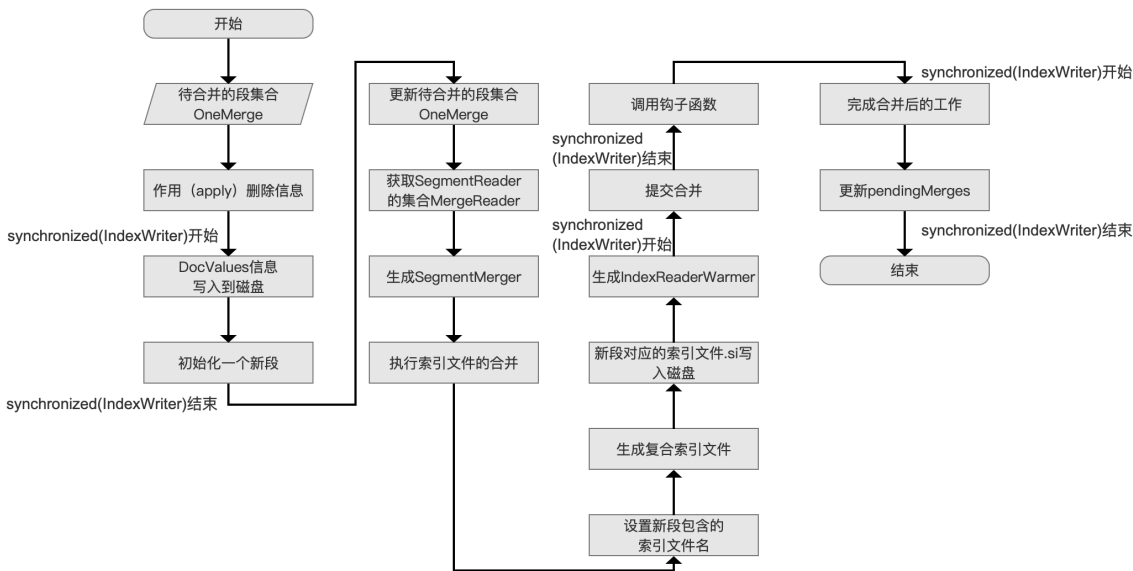 开始
待合并的段集合
OneMerge
作用（apply）删除信息
synchronized(IndexWriter)开始
DocValues信息
写入到磁盘
初始化一个新段
synchronized(IndexWriter)结束
更新待合并的段集合
OneMerge
获取SegmentReader
的集合MergeReader
生成SegmentMerger
执行索引文件的合并
设置新段包含的
索引文件名
生成复合索引文件
新段对应的索引文件.si写
入磁盘
生成IndexReaderWarmer
synchronized
(IndexWriter)开始
提交合并
synchronized
(IndexWriter)结束
调用钩子函数
synchronized(IndexWriter)开始
完成合并后的工作
更新pendingMerges
synchronized(IndexWriter)结束
结束